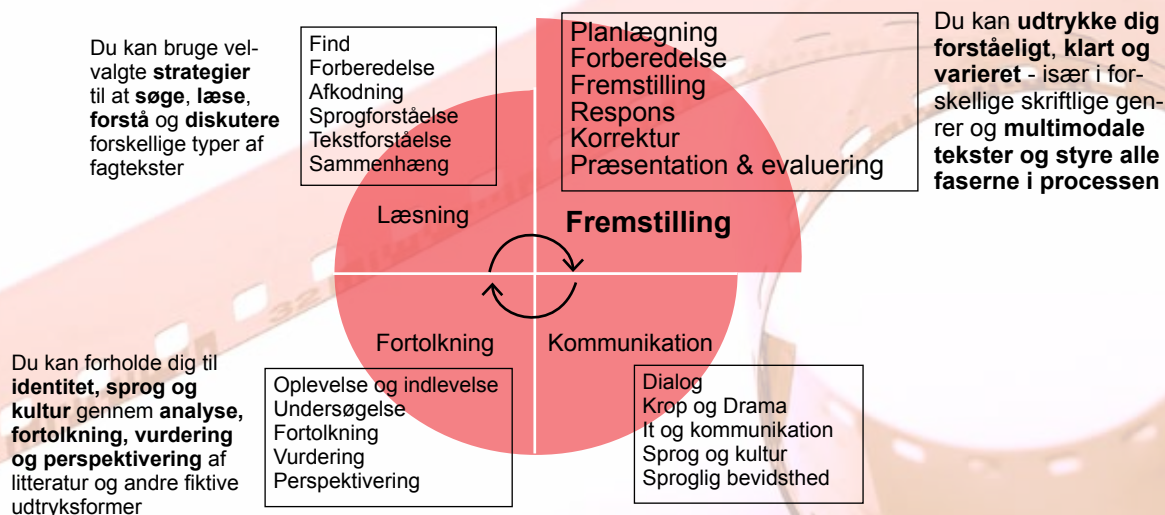 Du kan bruge vel-
valgte strategier
til at søge, læse,
forstå og diskutere
forskellige typer af
fagtekster
Find
Forberedelse
Afkodning
Sprogforståelse
Tekstforståelse
Sammenhæng
Læsning
Planlægning
Forberedelse
Fremstilling
Respons
Korrektur
Præsentation & evaluering
Fremstilling
Du kan udtrykke dig
forståeligt, klart og
varieret - især i for-
skellige skriftlige gen-
rer og multimodale
tekster og styre alle
faserne i processen
Fortolkning
Du kan forholde dig til
identitet, sprog og
kultur gennem analyse,
fortolkning, vurdering
og perspektivering af
litteratur og andre fiktive
udtryksformer
Oplevelse og indlevelse
Undersøgelse
Fortolkning
Vurdering
Perspektivering
Kommunikation
Dialog
Krop og Drama
It og kommunikation
Sprog og kultur
Sproglig bevidsthed